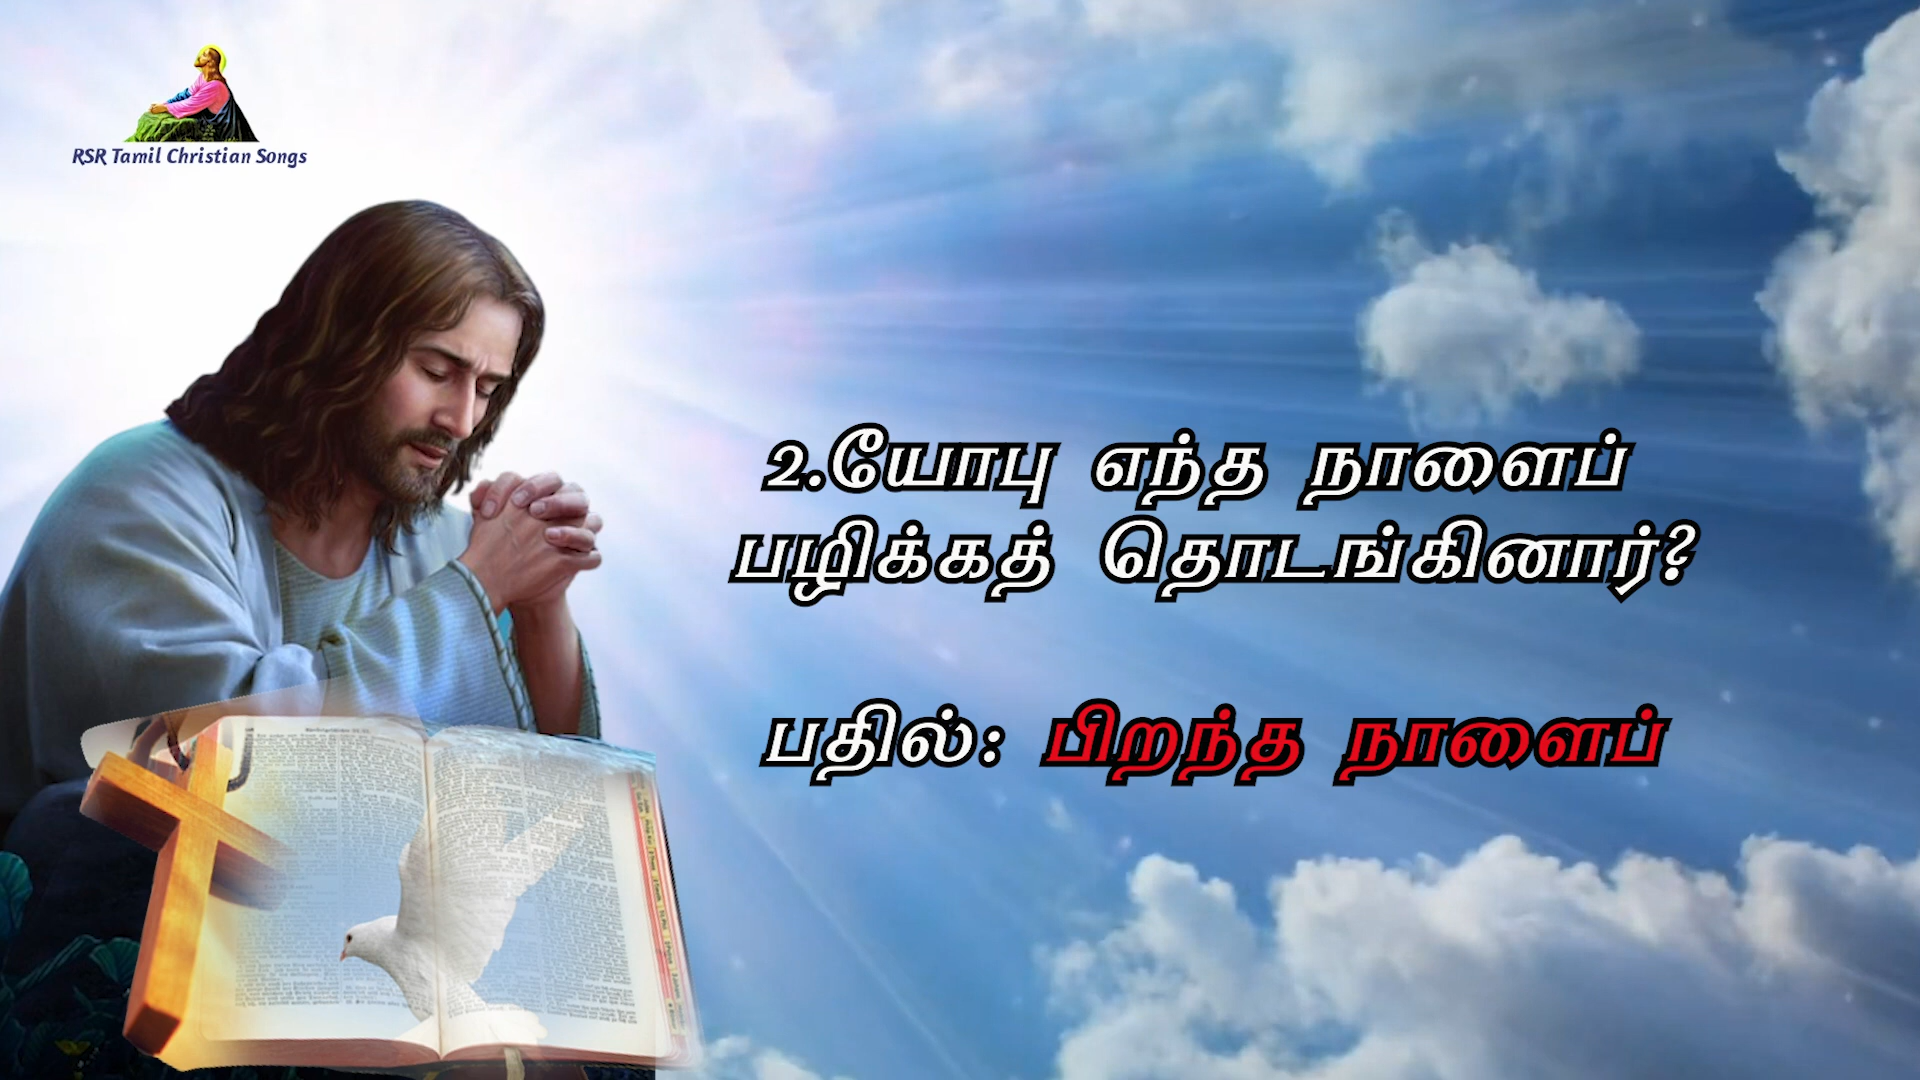 RSR Tamil Christian Songs
2.யோபு எந்த நாளைப்
பழிக்கத் தொடங்கினார்?
பதில்: பிறந்த நாளைப்